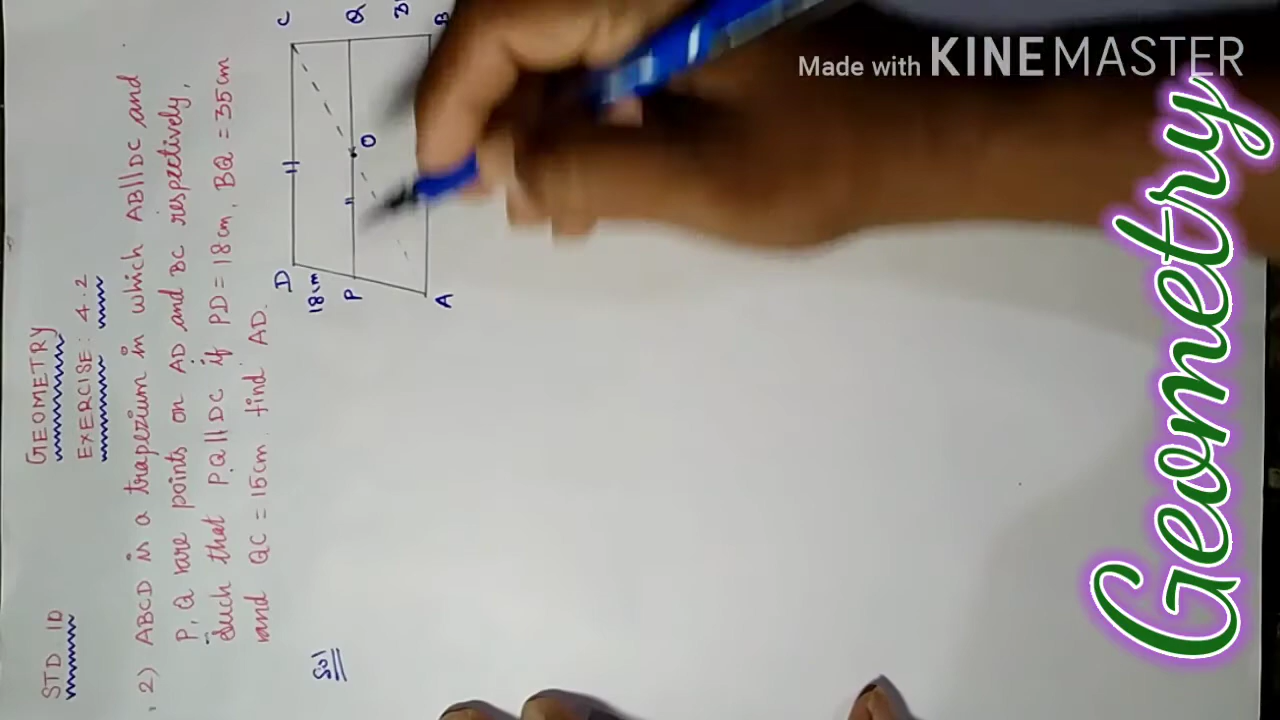 STD 10
GEOMETRY
EXERCISE: 4.2
2) ABCD is a trapezium in which AB||DC and
P, Q are points on AD and BC respectively,
Such that PQ||DC if PD = 18cm, BQ = 35cm
and QC = 15cm. find AD.
Sol
D
C
18cm
P
Q
O
A
B
Made with KINEMASTER
Geometry